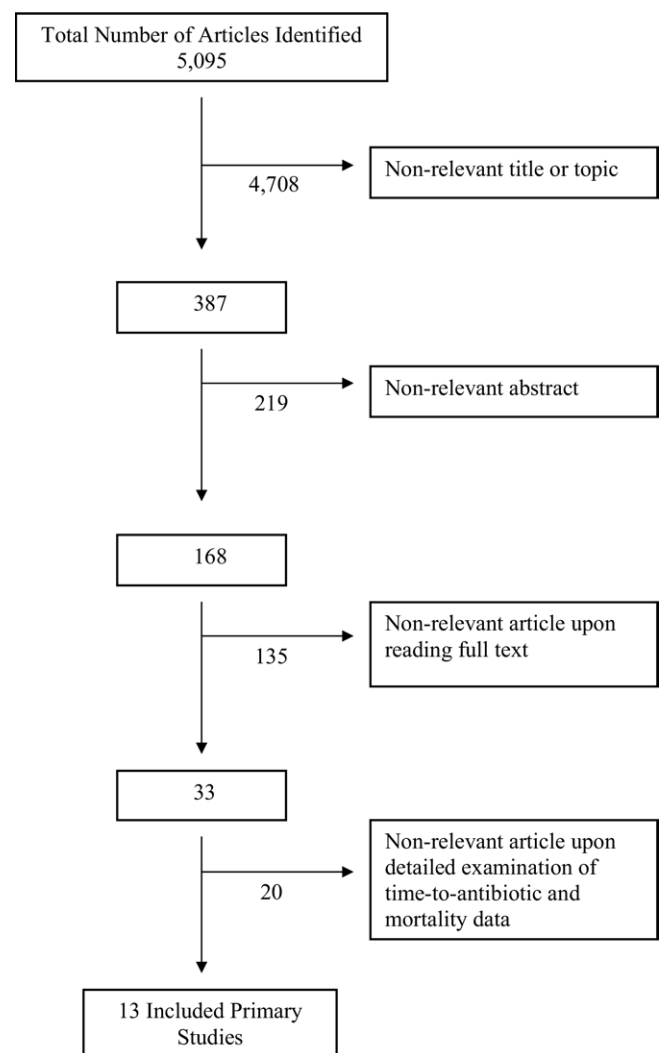 Total Number of Articles Identified
5,095
4,708
Non-relevant title or topic
387
219
Non-relevant abstract
168
135
Non-relevant article upon
reading full text
33
20
Non-relevant article upon
detailed examination of
time-to-antibiotic and
mortality data
13 Included Primary
Studies